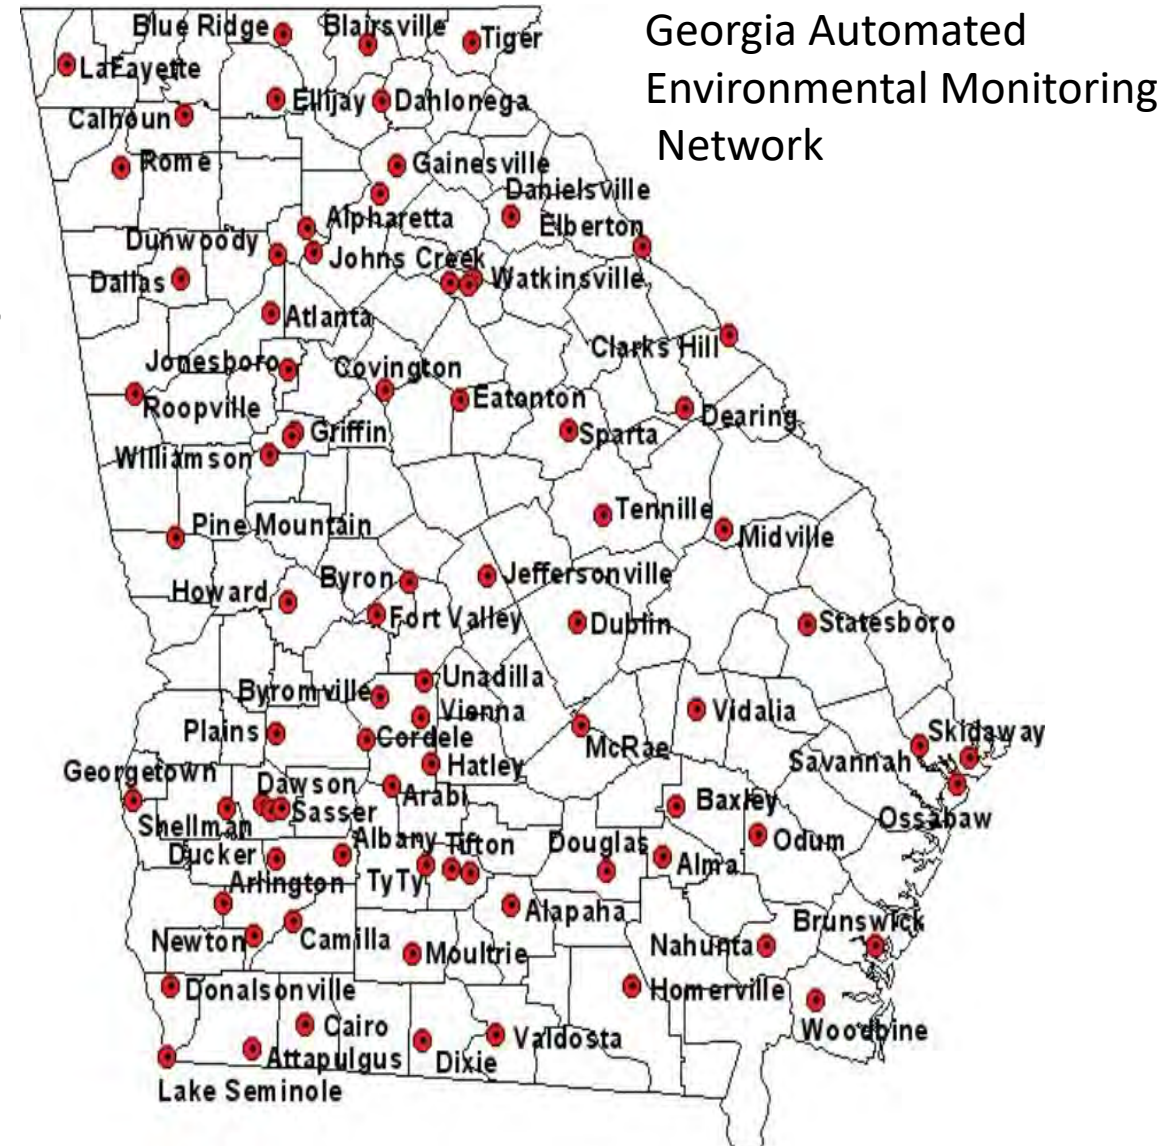 Georgia Automated
Environmental Monitoring
Network
Blue Ridge
Blairsville
Tiger
LaFayette
Ellijay
Dahlonega
Calhoun
Rome
Gainesville
Danielsville
Alpharetta
Elberton
Dunwoody
Johns Creek
Dallas
Watkinsville
Atlanta
Clarks Hill
Jonesboro
Covington
Roopville
Eatonton
Dearing
Griffin
Sparta
Williamson
Tennille
Pine Mountain
Midville
Byron
Jeffersonville
Howard
Fort Valley
Dublin
Statesboro
Unadilla
Byromville
Vienna
Vidalia
Plains
Cordele
McRae
Skidaway
Savannah
Georgetown
Hatley
Dawson
Arabi
Baxley
Sasser
Ossabaw
Shellman
Albany
Tifton
Douglas
Odum
Ducker
Alma
Arlington
TyTy
Alapaha
Brunswick
Newton
Camilla
Moultrie
Nahunta
Donalsonville
Homerville
Cairo
Valdosta
Woodbine
Attapulgus
Dixie
Lake Seminole